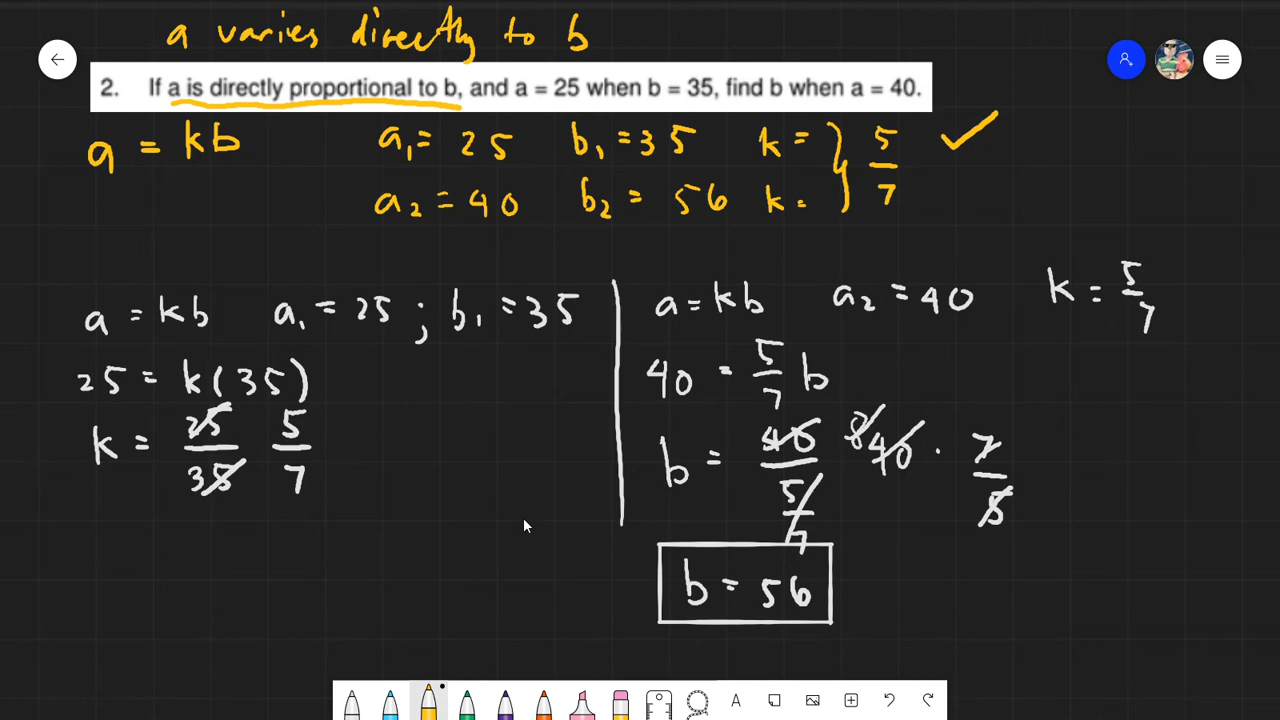 a varies directly to b
2. If a is directly proportional to b, and a = 25 when b = 35, find b when a = 40.
a = kb
a₁ = 25 b₁ = 35 k = } 5/7 ✓
a₂ = 40 b₂ = 56 k =
a = kb a₁ = 25 ; b₁ = 35
25 = k(35)
k = 25/35 5/7
a = kb a₂ = 40 k = 5/7
40 = 5/7 b
b = 40/(5/7) 8 40 · 7/5
b = 56
A